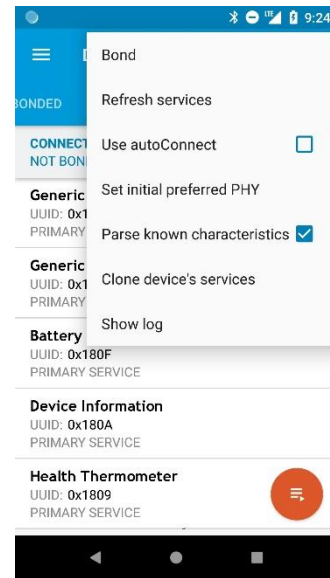 LTE 9:24
BONDED
Bond
Refresh services
Use autoConnect
Set initial preferred PHY
Parse known characteristics
Clone device's services
Show log
CONNECT
NOT BON
Generic
UUID: 0x1
PRIMARY
Generic
UUID: 0x1
PRIMARY
Battery
UUID: 0x180F
PRIMARY SERVICE
Device Information
UUID: 0x180A
PRIMARY SERVICE
Health Thermometer
UUID: 0x1809
PRIMARY SERVICE